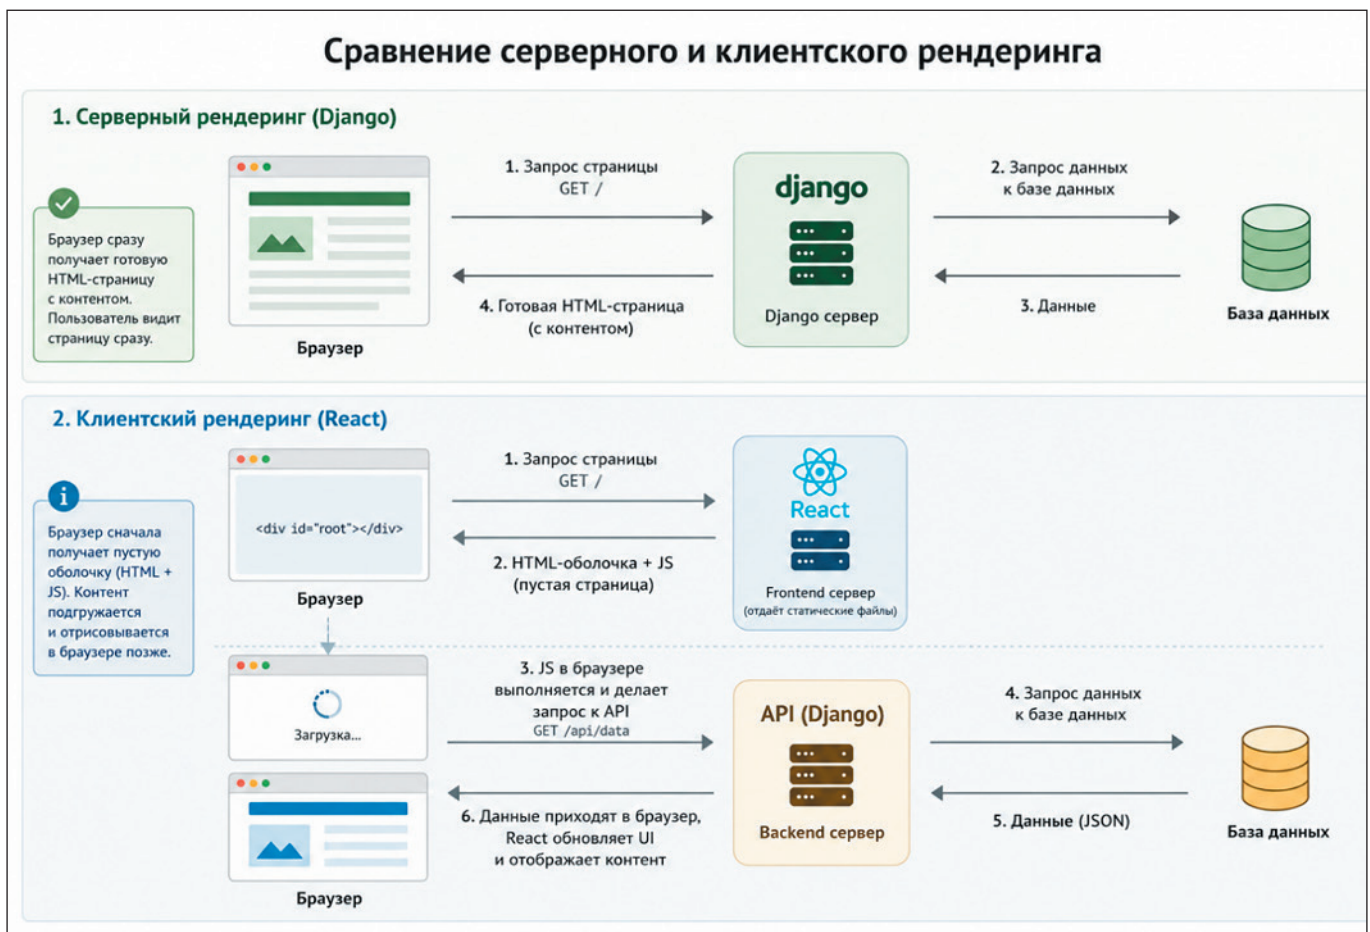 Сравнение серверного и клиентского рендеринга
1. Серверный рендеринг (Django)
Браузер сразу
получает готовую
HTML-страницу
с контентом.
Пользователь видит
страницу сразу.
Браузер
1. Запрос страницы
GET /
4. Готовая HTML-страница
(с контентом)
django
Django сервер
2. Запрос данных
к базе данных
3. Данные
База данных
2. Клиентский рендеринг (React)
Браузер сначала
получает пустую
оболочку (HTML +
JS). Контент
подгружается
и отрисовывается
в браузере позже.
<div id="root"></div>
Браузер
1. Запрос страницы
GET /
2. HTML-оболочка + JS
(пустая страница)
React
Frontend сервер
(отдаёт статические файлы)
Загрузка...
3. JS в браузере
выполняется и делает
запрос к API
GET /api/data
6. Данные приходят в браузер,
React обновляет UI
и отображает контент
Браузер
API (Django)
Backend сервер
4. Запрос данных
к базе данных
5. Данные (JSON)
База данных